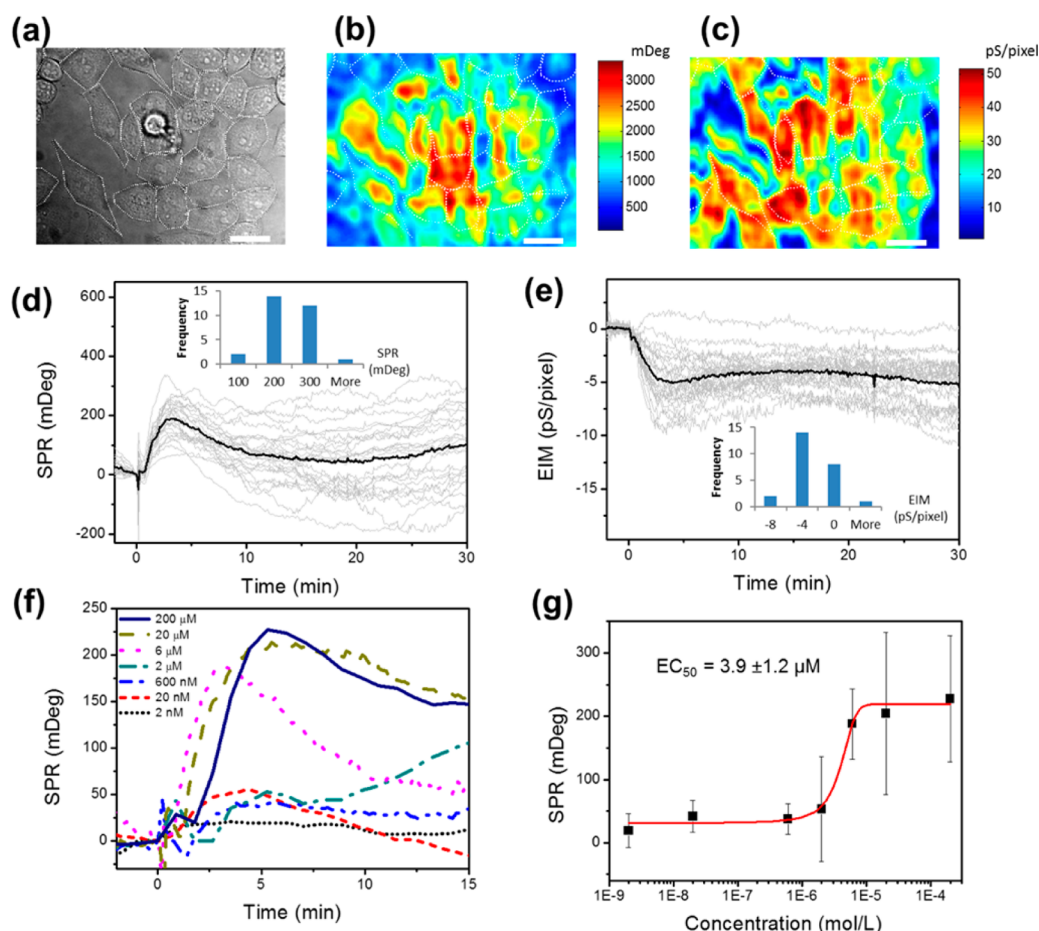 (a)
(b)
mDeg
3000
2500
2000
1500
1000
500
(c)
pS/pixel
50
40
30
20
10
(d)
600
400
200
0
-200
SPR (mDeg)
0
10
20
30
Time (min)
15
10
5
0
Frequency
100 200 300 More
SPR
(mDeg)
(e)
0
-5
-10
-15
EIM (pS/pixel)
0
10
20
30
Time (min)
15
10
5
0
Frequency
-8 -4 0 More
EIM
(pS/pixel)
(f)
250
200
150
100
50
0
SPR (mDeg)
200 μM
20 μM
6 μM
2 μM
600 nM
20 nM
2 nM
0
5
10
15
Time (min)
(g)
EC50 = 3.9 ±1.2 μM
300
200
100
0
SPR (mDeg)
1E-9 1E-8 1E-7 1E-6 1E-5 1E-4
Concentration (mol/L)